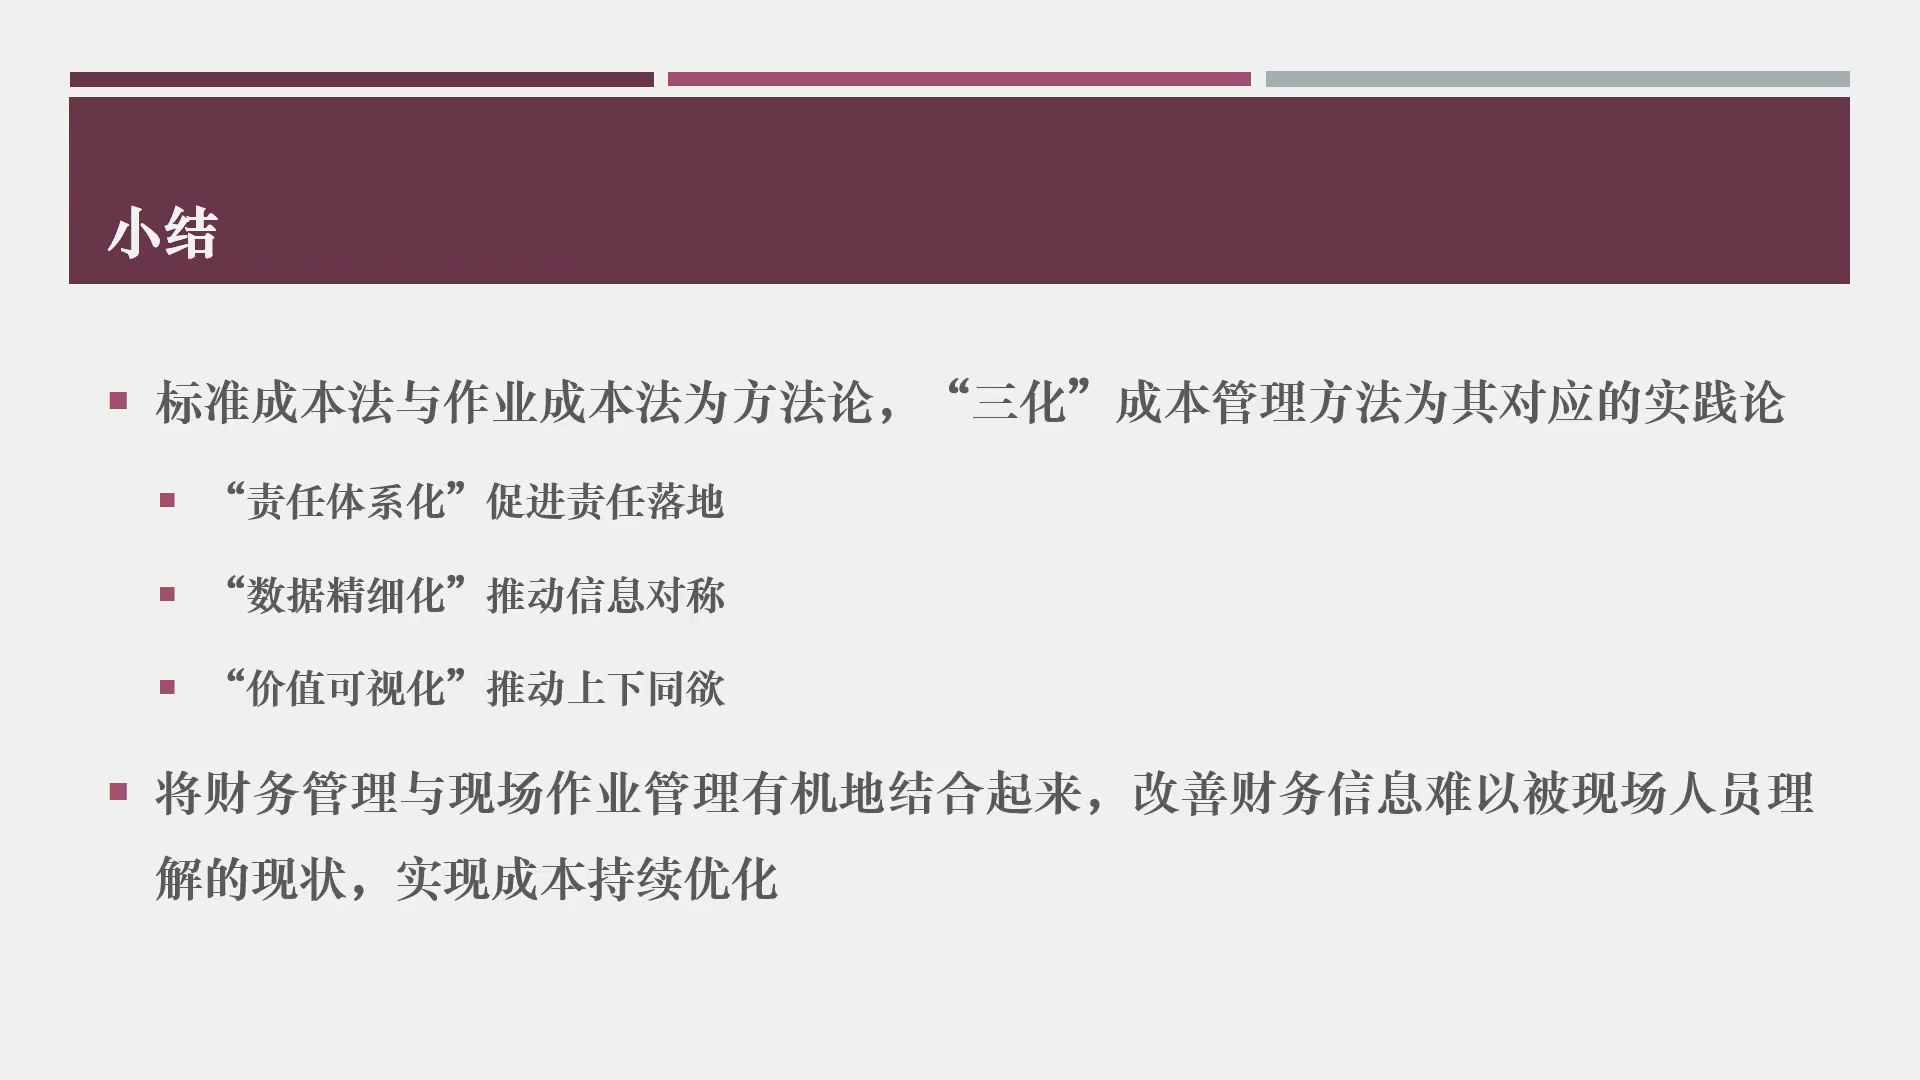 小结
标准成本法与作业成本法为方法论，“三化”成本管理方法为其对应的实践论
“责任体系化”促进责任落地
“数据精细化”推动信息对称
“价值可视化”推动上下同欲
将财务管理与现场作业管理有机地结合起来，改善财务信息难以被现场人员理
解的现状，实现成本持续优化